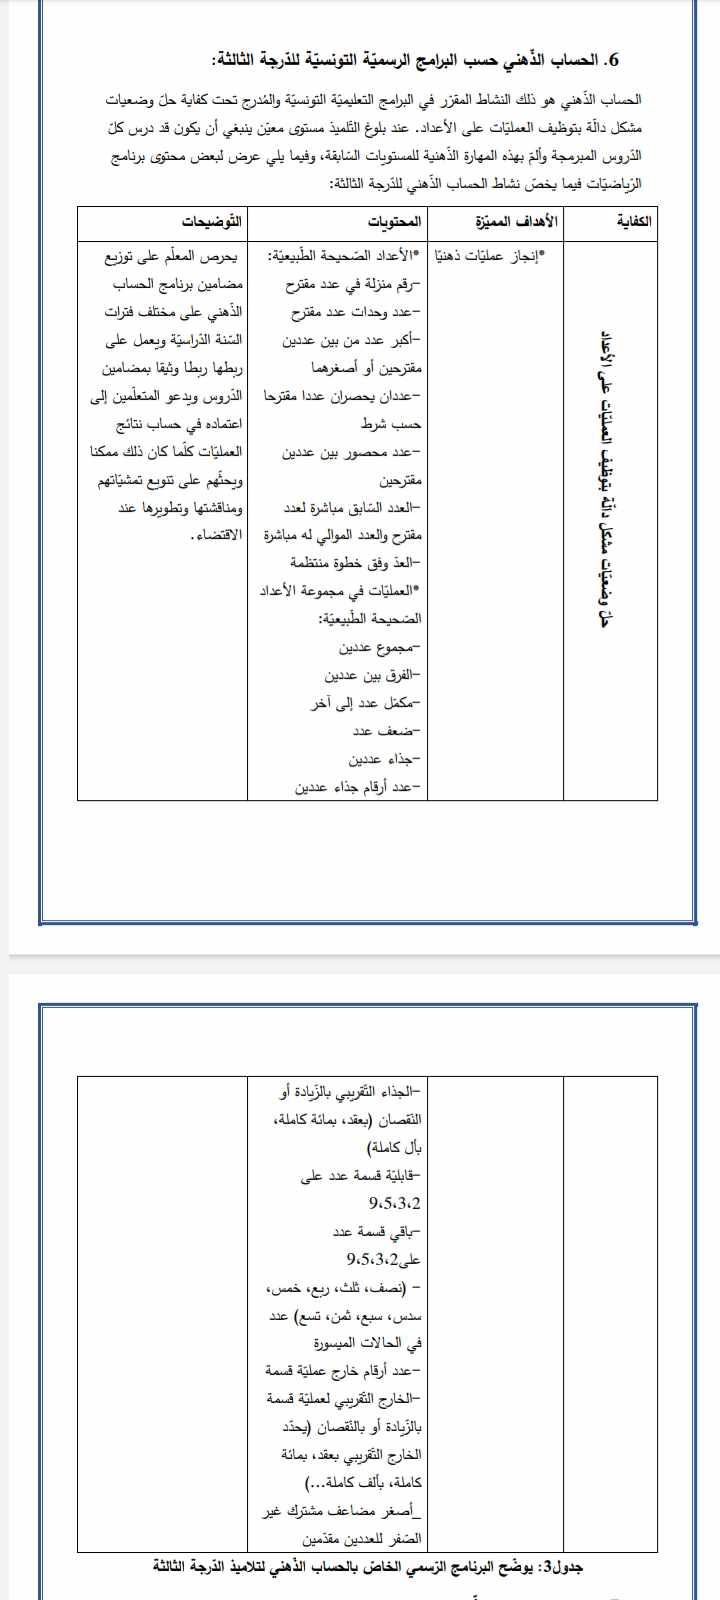 6. الحساب الذّهني حسب البرامج الرسميّة التونسيّة للدّرجة الثالثة:
الحساب الذّهني هو ذلك النشاط المقرّر في البرامج التعليميّة التونسيّة والمُدرج تحت كفاية حلّ وضعيات
مشكل دالّة بتوظيف العمليّات على الأعداد. عند بلوغ التّلميذ مستوى معيّن ينبغي أن يكون قد درس كلّ
الدّروس المبرمجة وألمّ بهذه المهارة الذّهنية للمستويات السّابقة، وفيما يلي عرض لبعض محتوى برنامج
الرّياضيّات فيما يخصّ نشاط الحساب الذّهني للدّرجة الثالثة:
الكفاية
الأهداف المميّزة
المحتويات
التّوضيحات
حلّ وضعيّات مشكل دالّة بتوظيف العمليّات على الأعداد
*إنجاز عمليّات ذهنيّا
*الأعداد الصّحيحة الطّبيعيّة:
–رقم منزلة في عدد مقترح
–عدد وحدات عدد مقترح
–أكبر عدد من بين عددين
مقترحين أو أصغرهما
–عددان يحصران عددا مقترحا
حسب شرط
–عدد محصور بين عددين
مقترحين
–العدد السّابق مباشرة لعدد
مقترح والعدد الموالي له مباشرة
–العدّ وفق خطوة منتظمة
*العمليّات في مجموعة الأعداد
الصّحيحة الطّبيعيّة:
–مجموع عددين
–الفرق بين عددين
–مكمّل عدد إلى آخر
–ضعف عدد
–جذاء عددين
–عدد أرقام جذاء عددين
يحرص المعلّم على توزيع
مضامين برنامج الحساب
الذّهني على مختلف فترات
السّنة الدّراسيّة ويعمل على
ربطها ربطا وثيقا بمضامين
الدّروس ويدعو المتعلّمين إلى
اعتماده في حساب نتائج
العمليّات كلّما كان ذلك ممكنا
ويحثّهم على تنويع تمشيّاتهم
ومناقشتها وتطويرها عند
الاقتضاء.
–الجذاء التّقريبي بالزّيادة أو
النّقصان (بعقد، بمائة كاملة،
بأل كاملة)
–قابليّة قسمة عدد على
9،5،3،2
–باقي قسمة عدد
على9،5،3،2
– (نصف، ثلث، ربع، خمس،
سدس، سبع، ثمن، تسع) عدد
في الحالات الميسورة
–عدد أرقام خارج عمليّة قسمة
–الخارج التّقريبي لعمليّة قسمة
بالزّيادة أو بالنّقصان (يحدّد
الخارج التّقريبي بعقد، بمائة
كاملة، بألف كاملة...)
_أصغر مضاعف مشترك غير
الصّفر للعددين مقدّمين
جدول3: يوضّح البرنامج الرّسمي الخاصّ بالحساب الذّهني لتلاميذ الدّرجة الثالثة